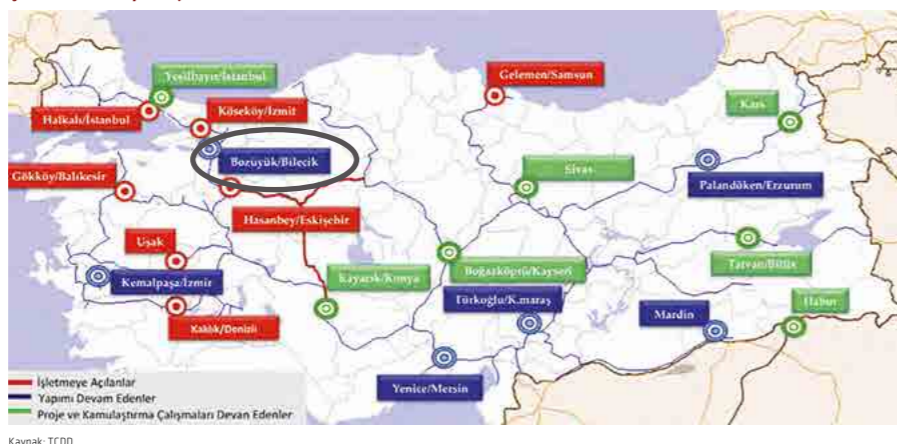 Yeşilbayır/İstanbul
Gelemen/Samsun
Halkalı/İstanbul
Köseköy/İzmit
Kars
Bozüyük/Bilecik
Gökköy/Balıkesir
Sivas
Palandöken/Erzurum
Hasanbey/Eskişehir
Uşak
Kemalpaşa/İzmir
Kayacık/Konya
Boğazköprü/Kayseri
Tatvan/Bitlis
Türkoğlu/K.maraş
Mardin
Habur
Kaklık/Denizli
Yenice/Mersin
İşletmeye Açılanlar
Yapımı Devam Edenler
Proje ve Kamulaştırma Çalışmaları Devan Edenler
Kaynak: TCDD